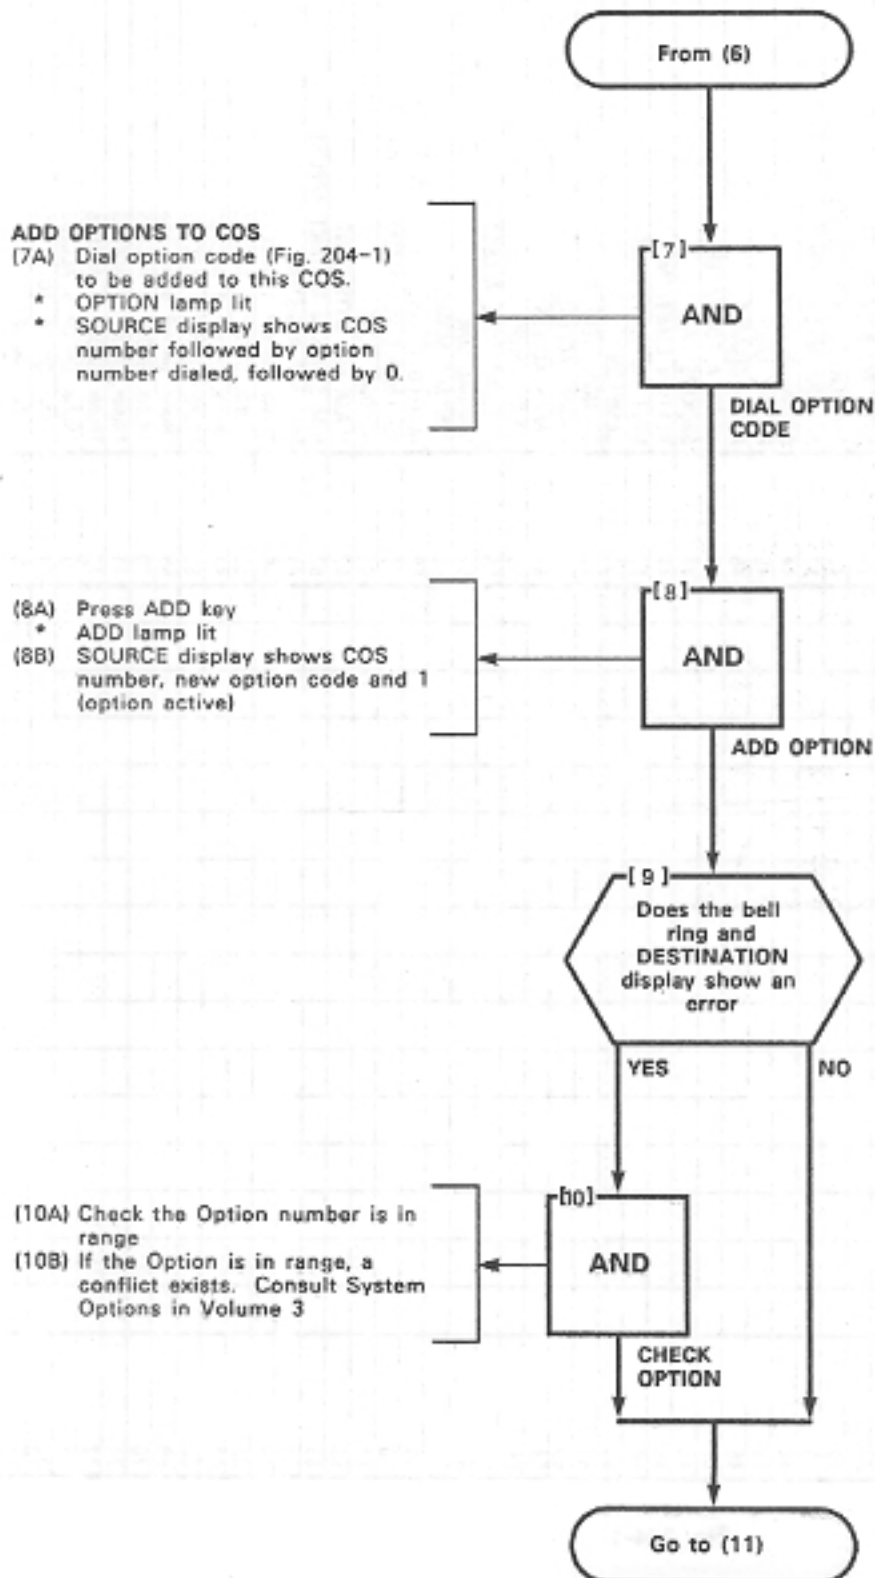 From (6)
ADD OPTIONS TO COS
(7A) Dial option code (Fig. 204-1)
to be added to this COS.
* OPTION lamp lit
* SOURCE display shows COS
number followed by option
number dialed, followed by 0.
[7]
AND
DIAL OPTION
CODE
(8A) Press ADD key
* ADD lamp lit
(8B) SOURCE display shows COS
number, new option code and 1
(option active)
[8]
AND
ADD OPTION
[9]
Does the bell
ring and
DESTINATION
display show an
error
YES
NO
(10A) Check the Option number is in
range
(10B) If the Option is in range, a
conflict exists. Consult System
Options in Volume 3
[10]
AND
CHECK
OPTION
Go to (11)